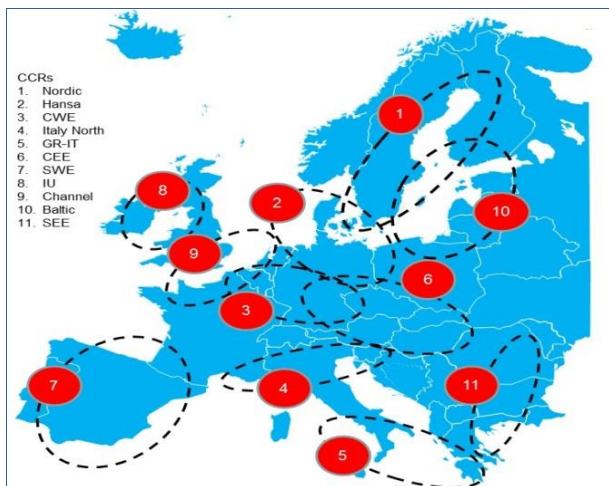 CCRs
1. Nordic
2. Hansa
3. CWE
4. Italy North
5. GR-IT
6. CEE
7. SWE
8. IU
9. Channel
10. Baltic
11. SEE
1
8
2
10
9
6
3
7
4
11
5